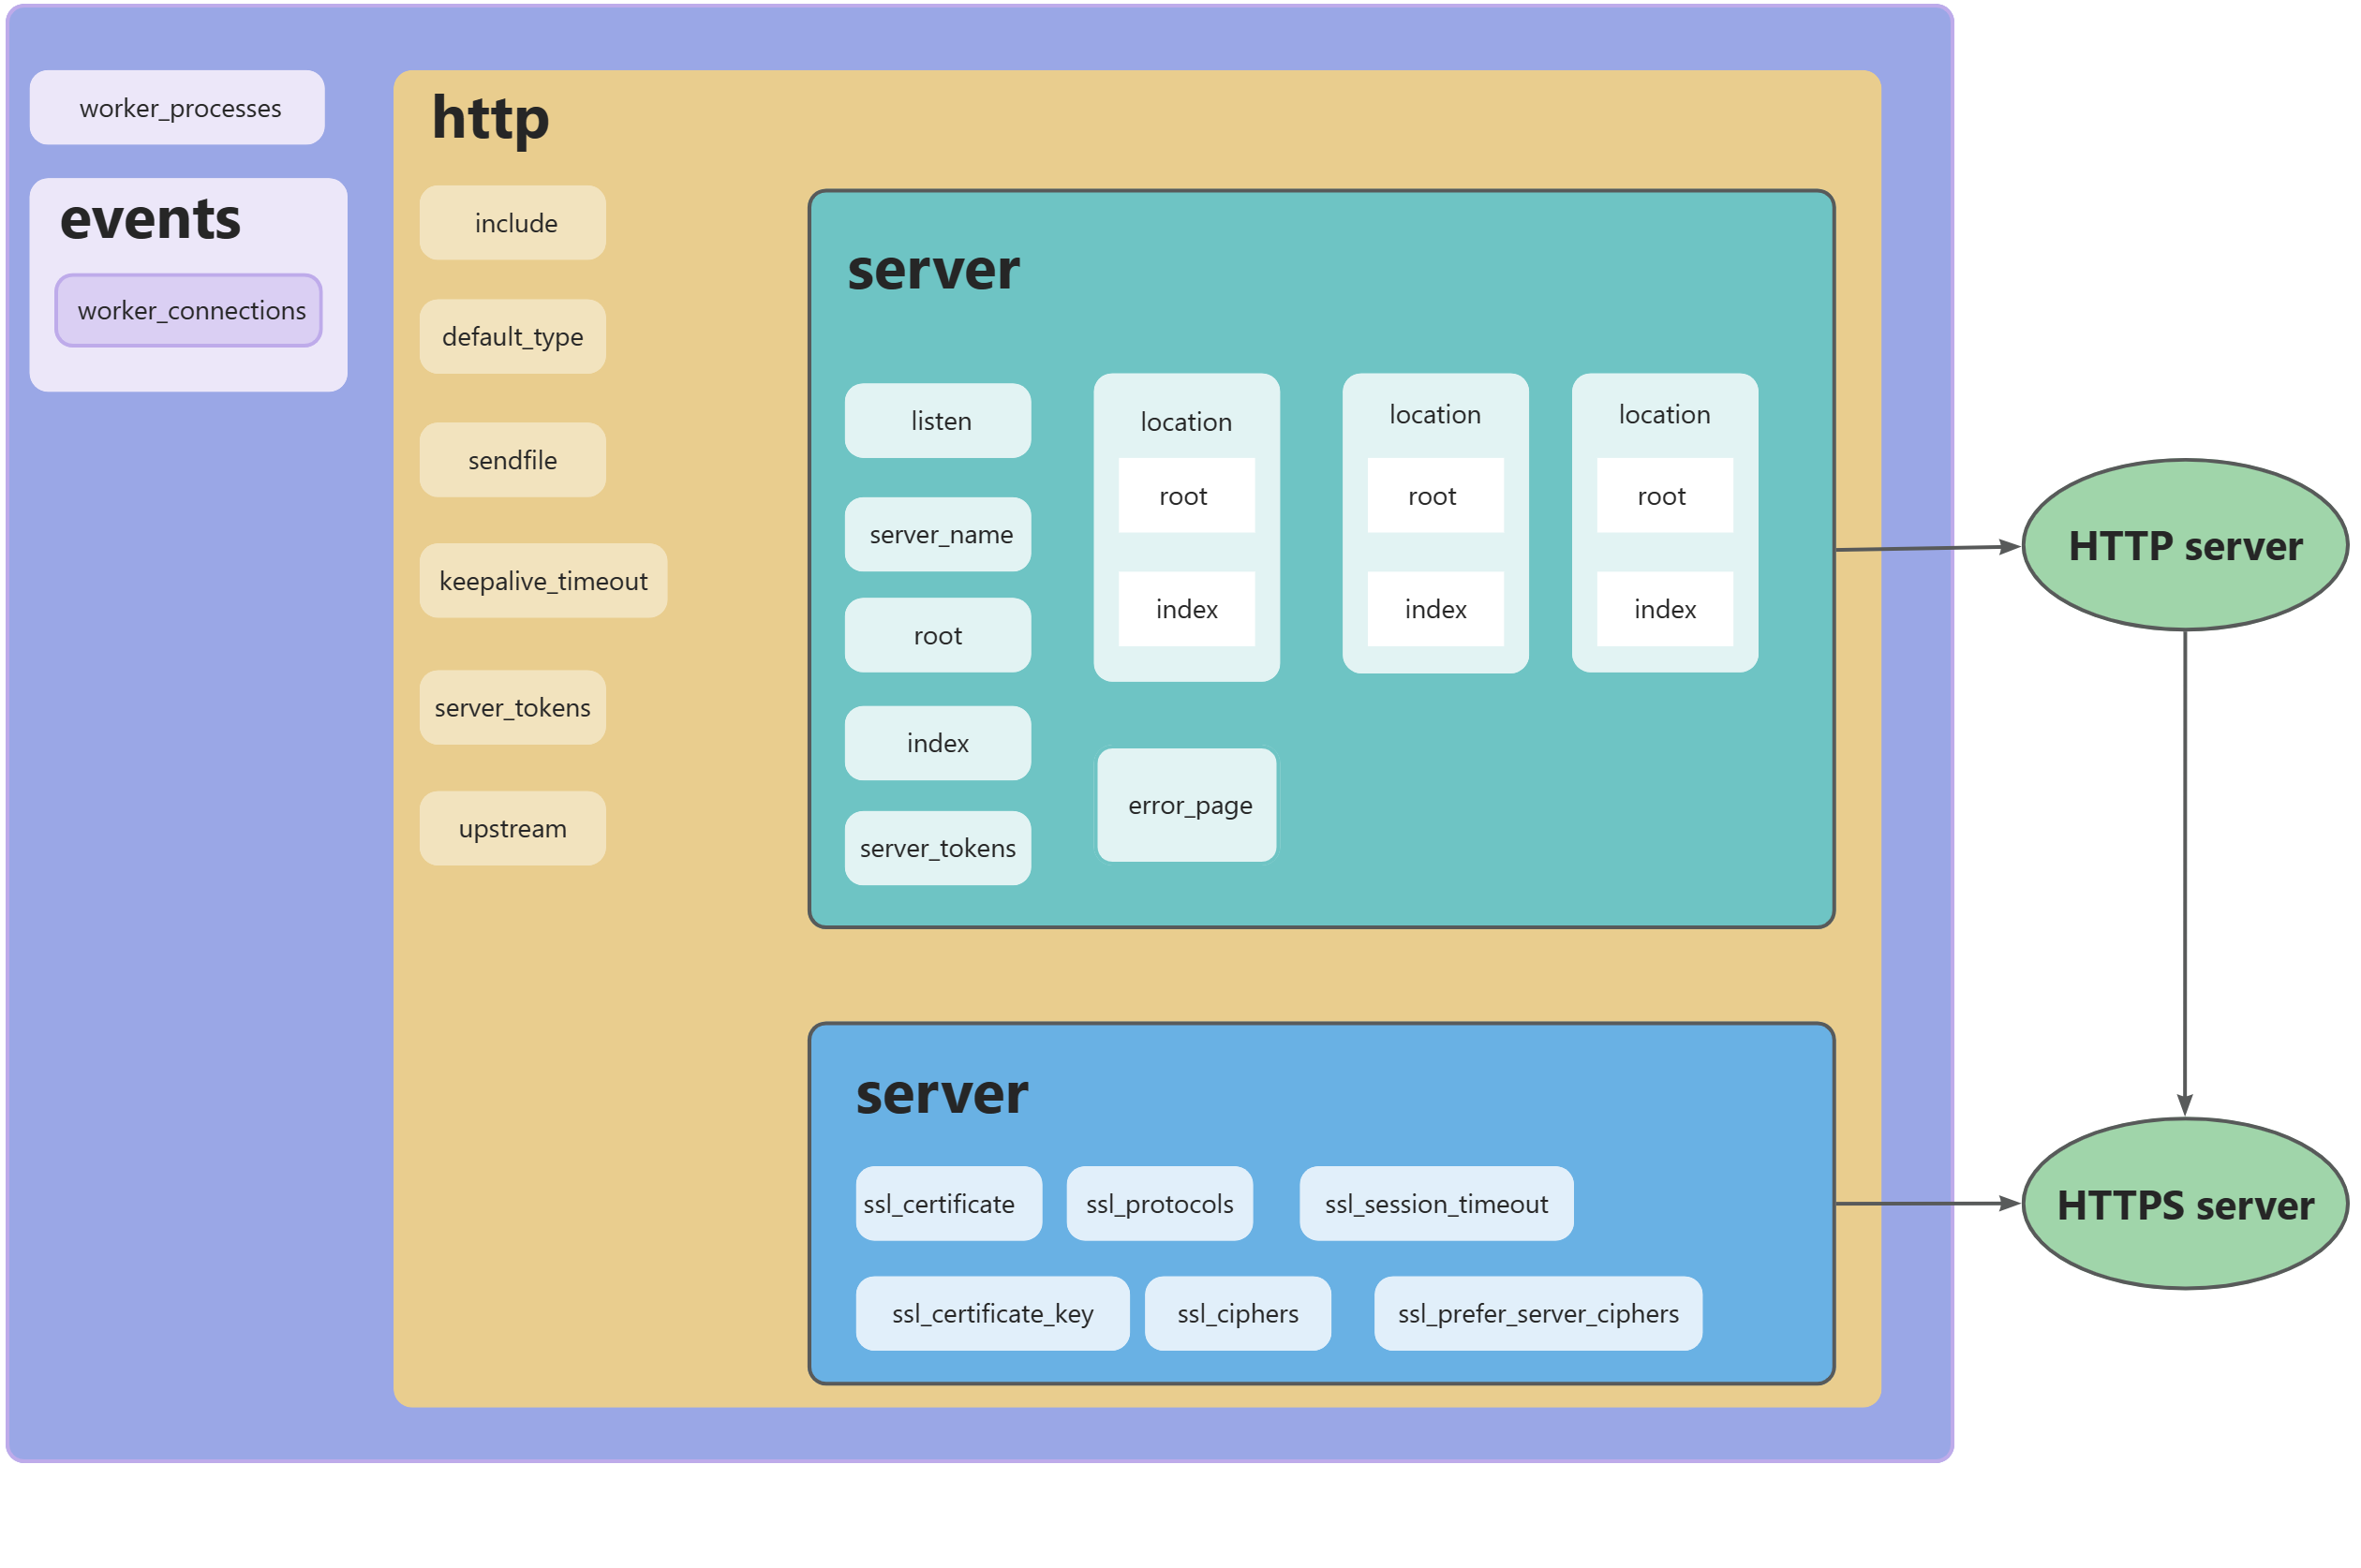 worker_processes
events
worker_connections
http
include
default_type
sendfile
keepalive_timeout
server_tokens
upstream
server
listen
server_name
root
index
server_tokens
location
root
index
location
root
index
location
root
index
error_page
server
ssl_certificate
ssl_protocols
ssl_session_timeout
ssl_certificate_key
ssl_ciphers
ssl_prefer_server_ciphers
HTTP server
HTTPS server